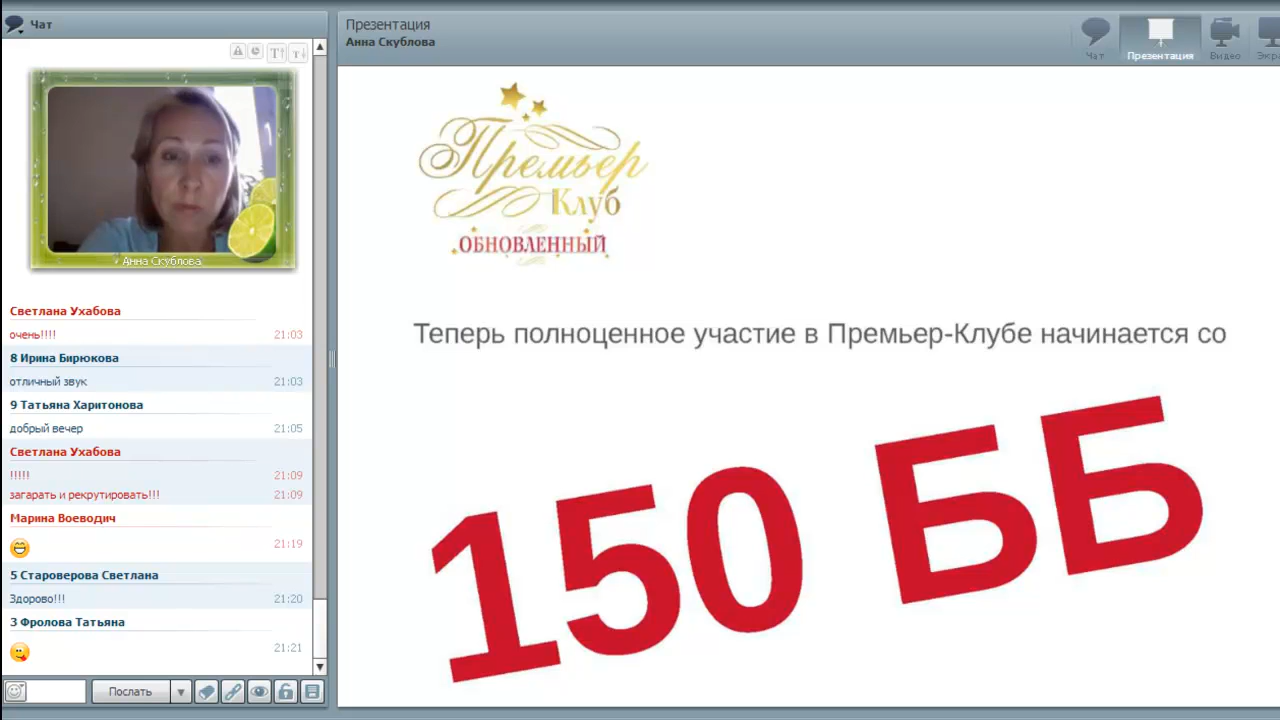 Чат
T T
Анна Скублова
Светлана Ухабова
очень!!!! 21:03
8 Ирина Бирюкова
отличный звук 21:03
9 Татьяна Харитонова
добрый вечер 21:05
Светлана Ухабова
!!!!! 21:09
загарать и рекрутировать!!! 21:09
Марина Воеводич
21:19
5 Староверова Светлана
Здорово!!! 21:20
3 Фролова Татьяна
21:21
Послать
Презентация
Анна Скублова
Чат Презентация Видео
Премьер
Клуб
ОБНОВЛЕННЫЙ
Теперь полноценное участие в Премьер-Клубе начинается со
150 ББ